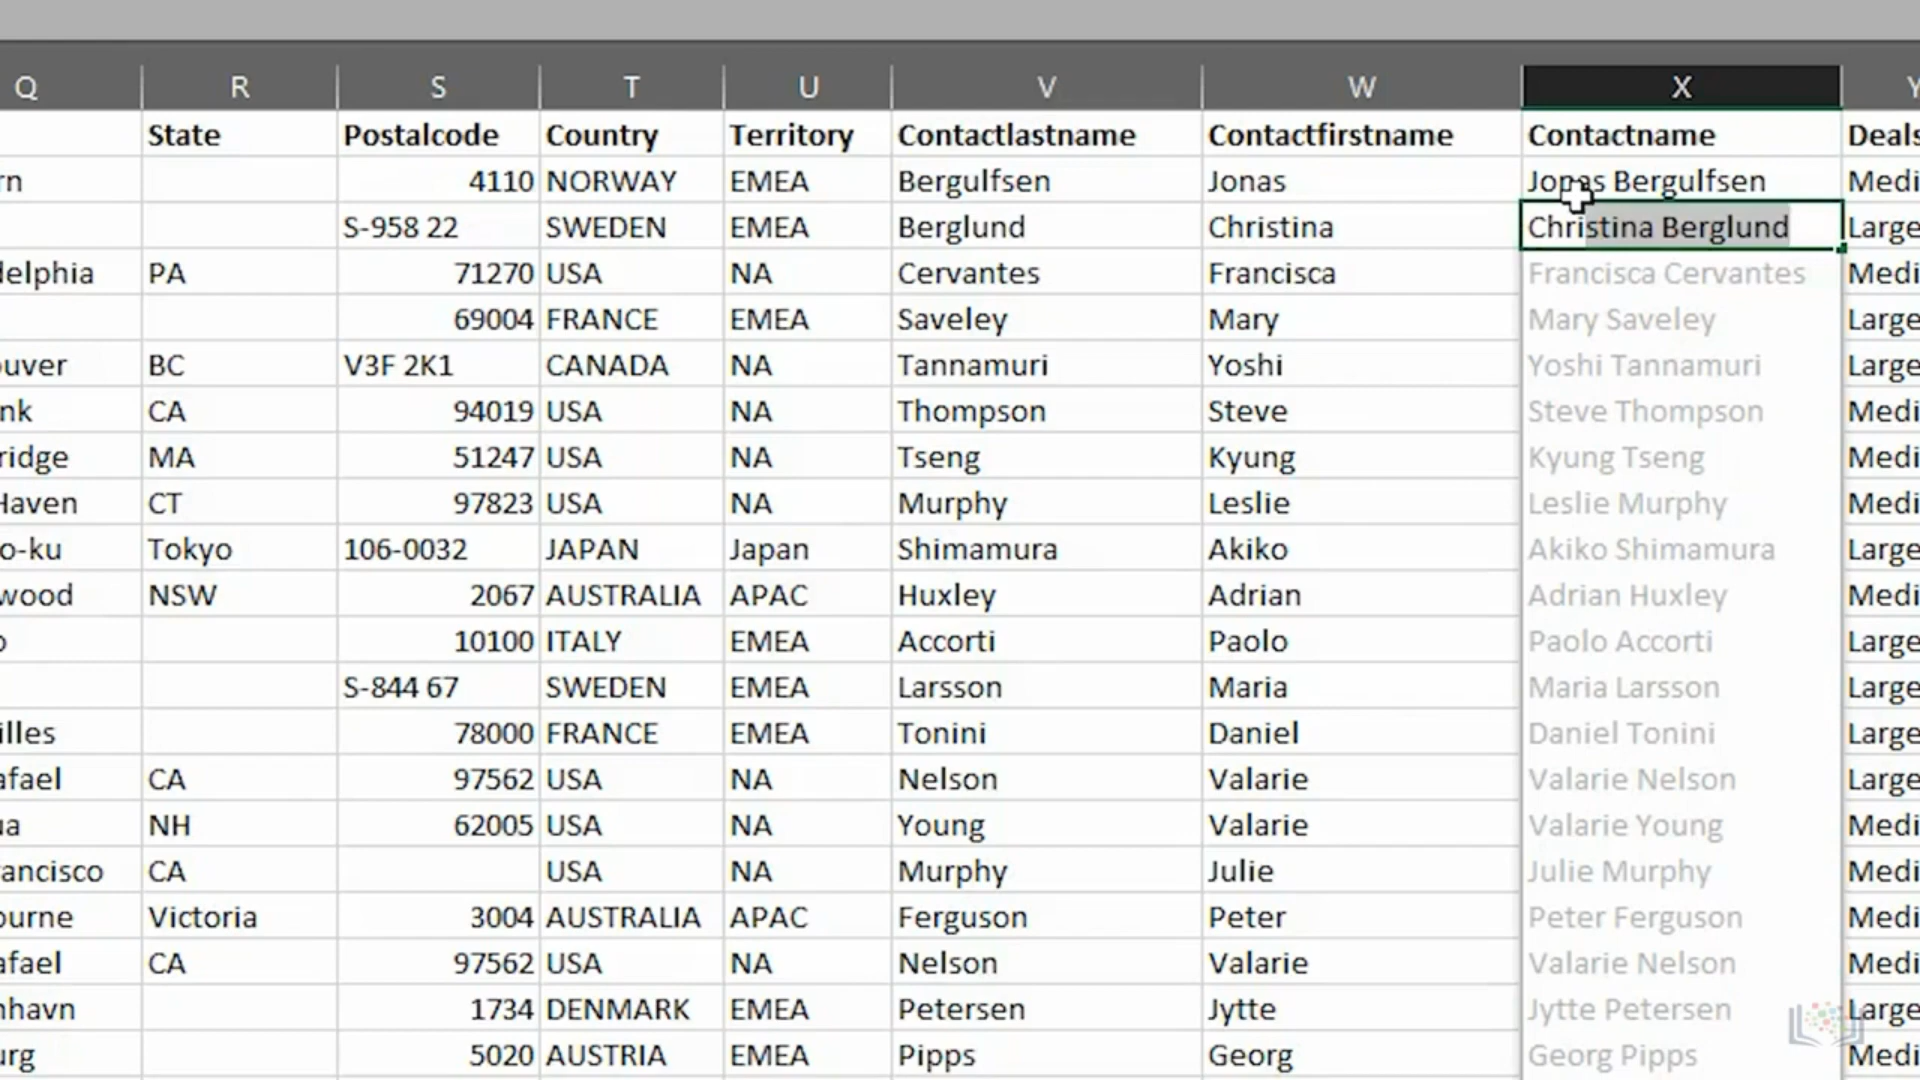 Q R S T U V W X Y
State Postalcode Country Territory Contactlastname Contactfirstname Contactname Deals
rn 4110 NORWAY EMEA Bergulfsen Jonas Jonas Bergulfsen Medi
S-958 22 SWEDEN EMEA Berglund Christina Christina Berglund Large
delphia PA 71270 USA NA Cervantes Francisca Francisca Cervantes Medi
69004 FRANCE EMEA Saveley Mary Mary Saveley Large
ouver BC V3F 2K1 CANADA NA Tannamuri Yoshi Yoshi Tannamuri Large
nk CA 94019 USA NA Thompson Steve Steve Thompson Medi
ridge MA 51247 USA NA Tseng Kyung Kyung Tseng Medi
Haven CT 97823 USA NA Murphy Leslie Leslie Murphy Medi
o-ku Tokyo 106-0032 JAPAN Japan Shimamura Akiko Akiko Shimamura Large
wood NSW 2067 AUSTRALIA APAC Huxley Adrian Adrian Huxley Medi
o 10100 ITALY EMEA Accorti Paolo Paolo Accorti Large
S-844 67 SWEDEN EMEA Larsson Maria Maria Larsson Large
illes 78000 FRANCE EMEA Tonini Daniel Daniel Tonini Large
afael CA 97562 USA NA Nelson Valarie Valarie Nelson Large
ua NH 62005 USA NA Young Valarie Valarie Young Medi
ancisco CA USA NA Murphy Julie Julie Murphy Medi
ourne Victoria 3004 AUSTRALIA APAC Ferguson Peter Peter Ferguson Medi
afael CA 97562 USA NA Nelson Valarie Valarie Nelson Medi
nhavn 1734 DENMARK EMEA Petersen Jytte Jytte Petersen Large
urg 5020 AUSTRIA EMEA Pipps Georg Georg Pipps Medi